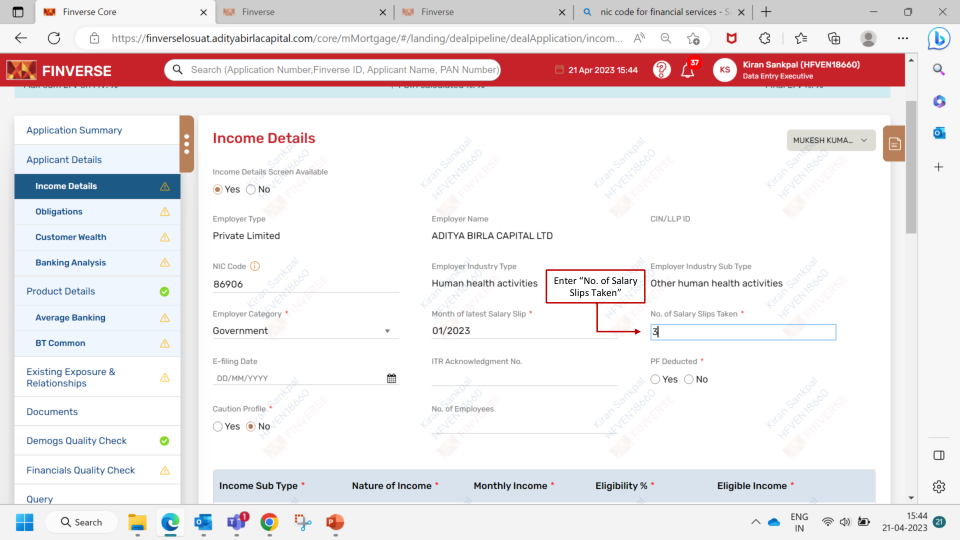 Finverse Core
Finverse
Finverse
nic code for financial services - S
https://finverselosuat.adityabirlacapital.com/core/mMortgage/#/landing/dealpipeline/dealApplication/incom...
FINVERSE
Search (Application Number,Finverse ID, Applicant Name, PAN Number)
21 Apr 2023 15:44
37
KS
Kiran Sankpal (HFVEN18660)
Data Entry Executive
Application Summary
Applicant Details
Income Details
Obligations
Customer Wealth
Banking Analysis
Product Details
Average Banking
BT Common
Existing Exposure &
Relationships
Documents
Demogs Quality Check
Financials Quality Check
Query
Income Details
MUKESH KUMA...
Income Details Screen Available
Yes No
Employer Type
Employer Name
CIN/LLP ID
Private Limited
ADITYA BIRLA CAPITAL LTD
NIC Code
Employer Industry Type
Employer Industry Sub Type
86906
Human health activities
Other human health activities
Enter “No. of Salary
Slips Taken”
Employer Category *
Month of latest Salary Slip *
No. of Salary Slips Taken *
Government
01/2023
3
E-filing Date
ITR Acknowledgment No.
PF Deducted *
DD/MM/YYYY
Yes No
Caution Profile *
No. of Employees
Yes No
Income Sub Type * Nature of Income * Monthly Income * Eligibility % * Eligible Income *
Kiran Sankpal
HFVEN18660
FINVERSE
Search
1
ENG
IN
15:44
21-04-2023
21